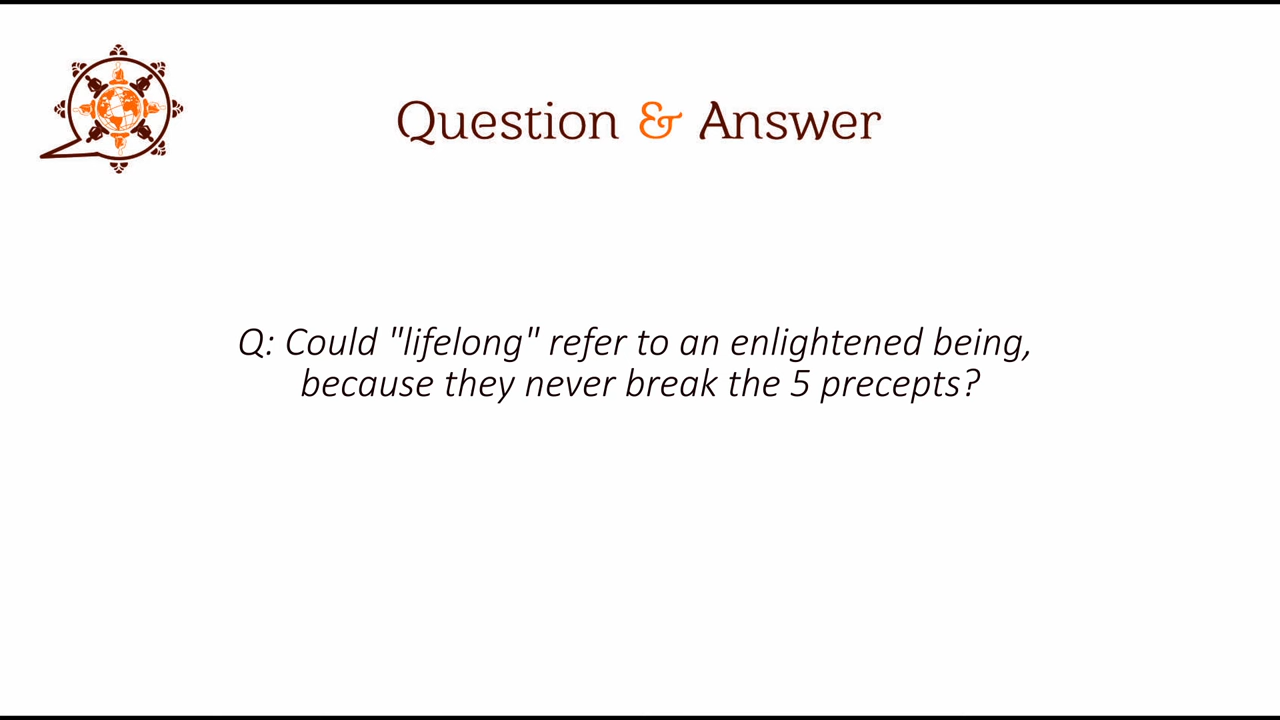 Question & Answer
Q: Could "lifelong" refer to an enlightened being,
because they never break the 5 precepts?